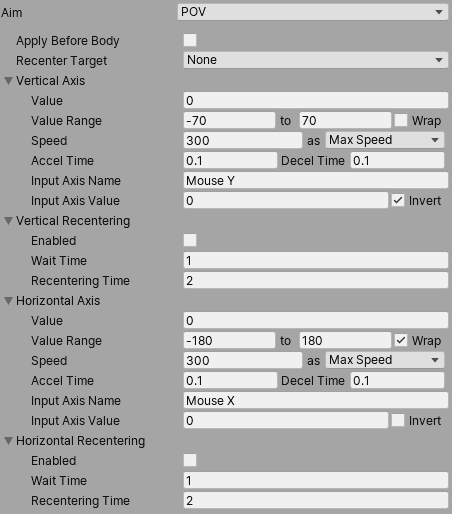 Aim POV
Apply Before Body
Recenter Target None
Vertical Axis
Value 0
Value Range -70 to 70 Wrap
Speed 300 as Max Speed
Accel Time 0.1 Decel Time 0.1
Input Axis Name Mouse Y
Input Axis Value 0 Invert
Vertical Recentering
Enabled
Wait Time 1
Recentering Time 2
Horizontal Axis
Value 0
Value Range -180 to 180 Wrap
Speed 300 as Max Speed
Accel Time 0.1 Decel Time 0.1
Input Axis Name Mouse X
Input Axis Value 0 Invert
Horizontal Recentering
Enabled
Wait Time 1
Recentering Time 2